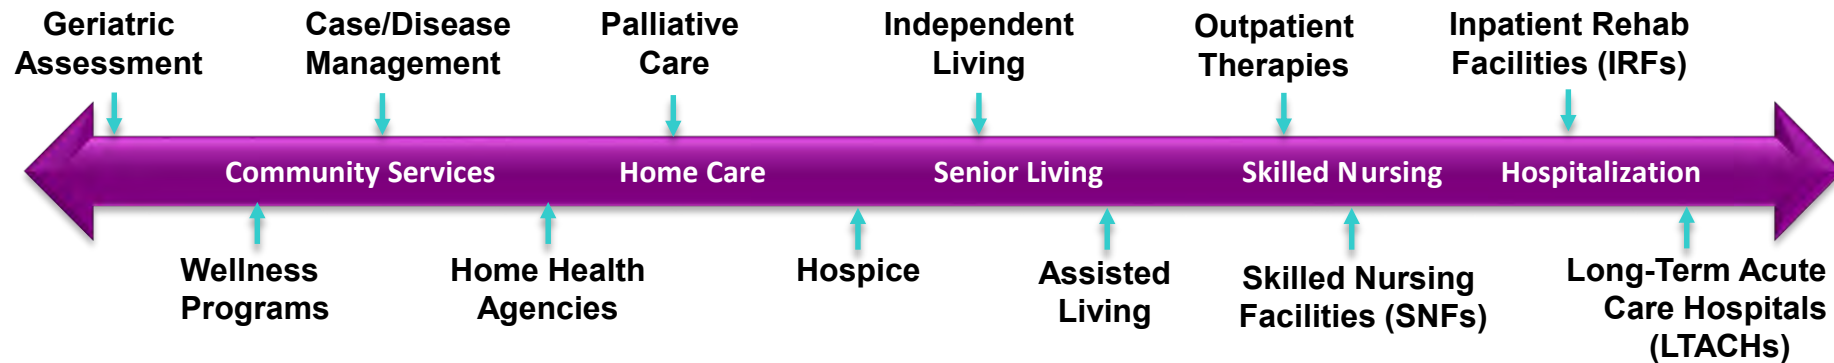 Geriatric
Assessment
Case/Disease
Management
Palliative
Care
Independent
Living
Outpatient
Therapies
Inpatient Rehab
Facilities (IRFs)
Community Services
Home Care
Senior Living
Skilled Nursing
Hospitalization
Wellness
Programs
Home Health
Agencies
Hospice
Assisted
Living
Skilled Nursing
Facilities (SNFs)
Long-Term Acute
Care Hospitals
(LTACHs)